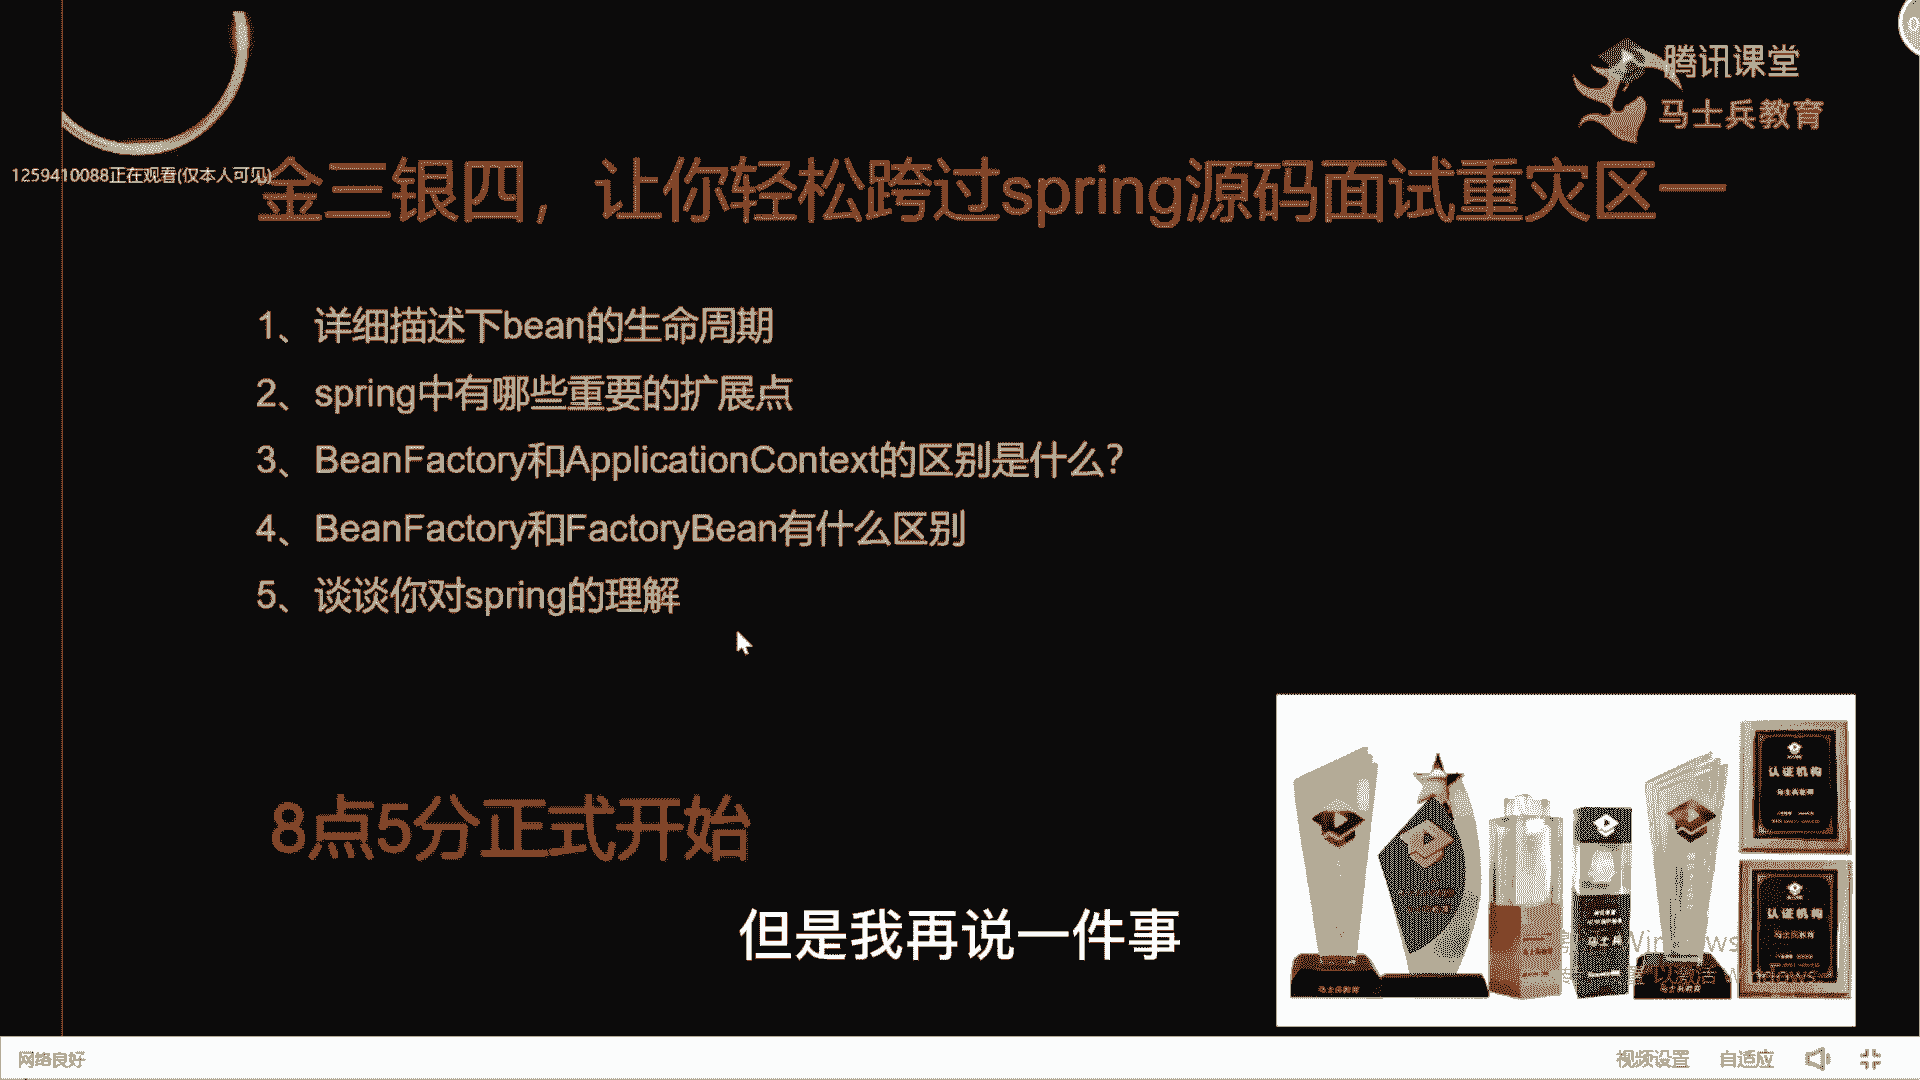 腾讯课堂
马士兵教育
1259410088正在观看(仅本人可见)
金三银四，让你轻松跨过spring源码面试重灾区一
1、详细描述下bean的生命周期
2、spring中有哪些重要的扩展点
3、BeanFactory和ApplicationContext的区别是什么？
4、BeanFactory和FactoryBean有什么区别
5、谈谈你对spring的理解
8点5分正式开始
但是我再说一件事
认证机构
认证机构
马士兵教育
马士兵教育
以激活 Windows
网络良好
视频设置
自适应